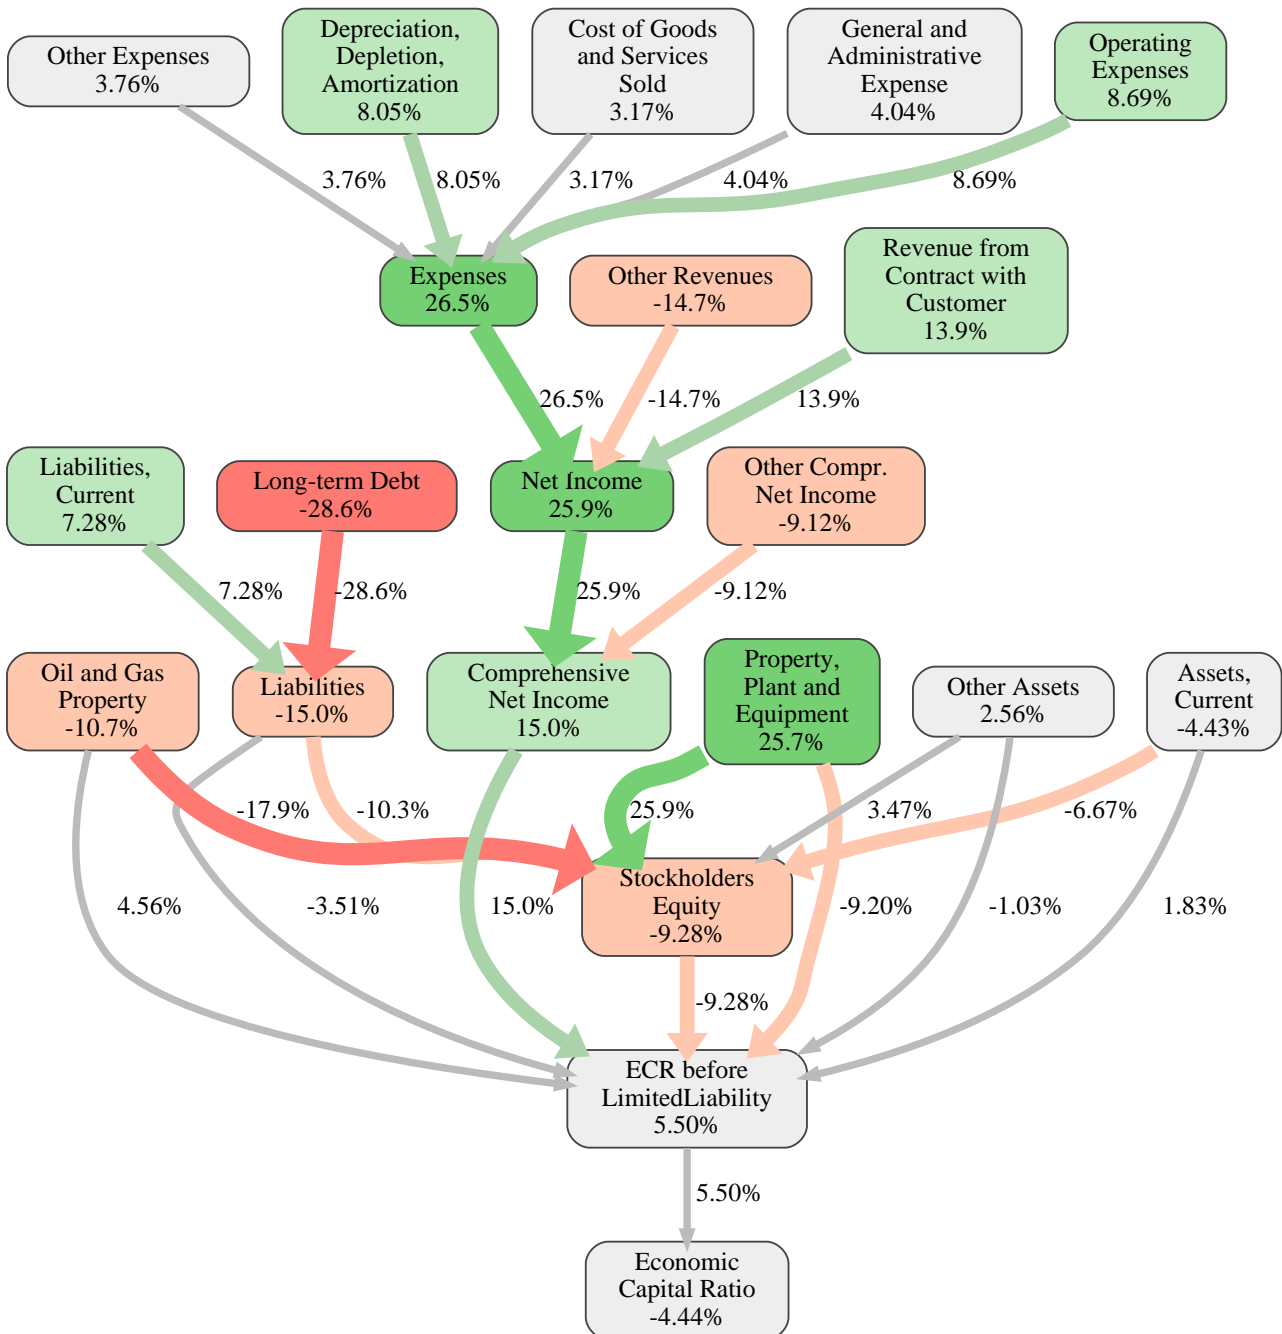 Other Expenses
3.76%
Depreciation,
Depletion,
Amortization
8.05%
Cost of Goods
and Services
Sold
3.17%
General and
Administrative
Expense
4.04%
Operating
Expenses
8.69%
3.76%
8.05%
3.17%
4.04%
8.69%
Expenses
26.5%
Other Revenues
-14.7%
Revenue from
Contract with
Customer
13.9%
26.5%
-14.7%
13.9%
Liabilities,
Current
7.28%
Long-term Debt
-28.6%
Net Income
25.9%
Other Compr.
Net Income
-9.12%
7.28%
-28.6%
25.9%
-9.12%
Oil and Gas
Property
-10.7%
Liabilities
-15.0%
Comprehensive
Net Income
15.0%
Property,
Plant and
Equipment
25.7%
Other Assets
2.56%
Assets,
Current
-4.43%
-17.9%
-10.3%
25.9%
3.47%
-6.67%
Stockholders
Equity
-9.28%
4.56%
-3.51%
15.0%
-9.20%
-1.03%
1.83%
-9.28%
ECR before
LimitedLiability
5.50%
5.50%
Economic
Capital Ratio
-4.44%